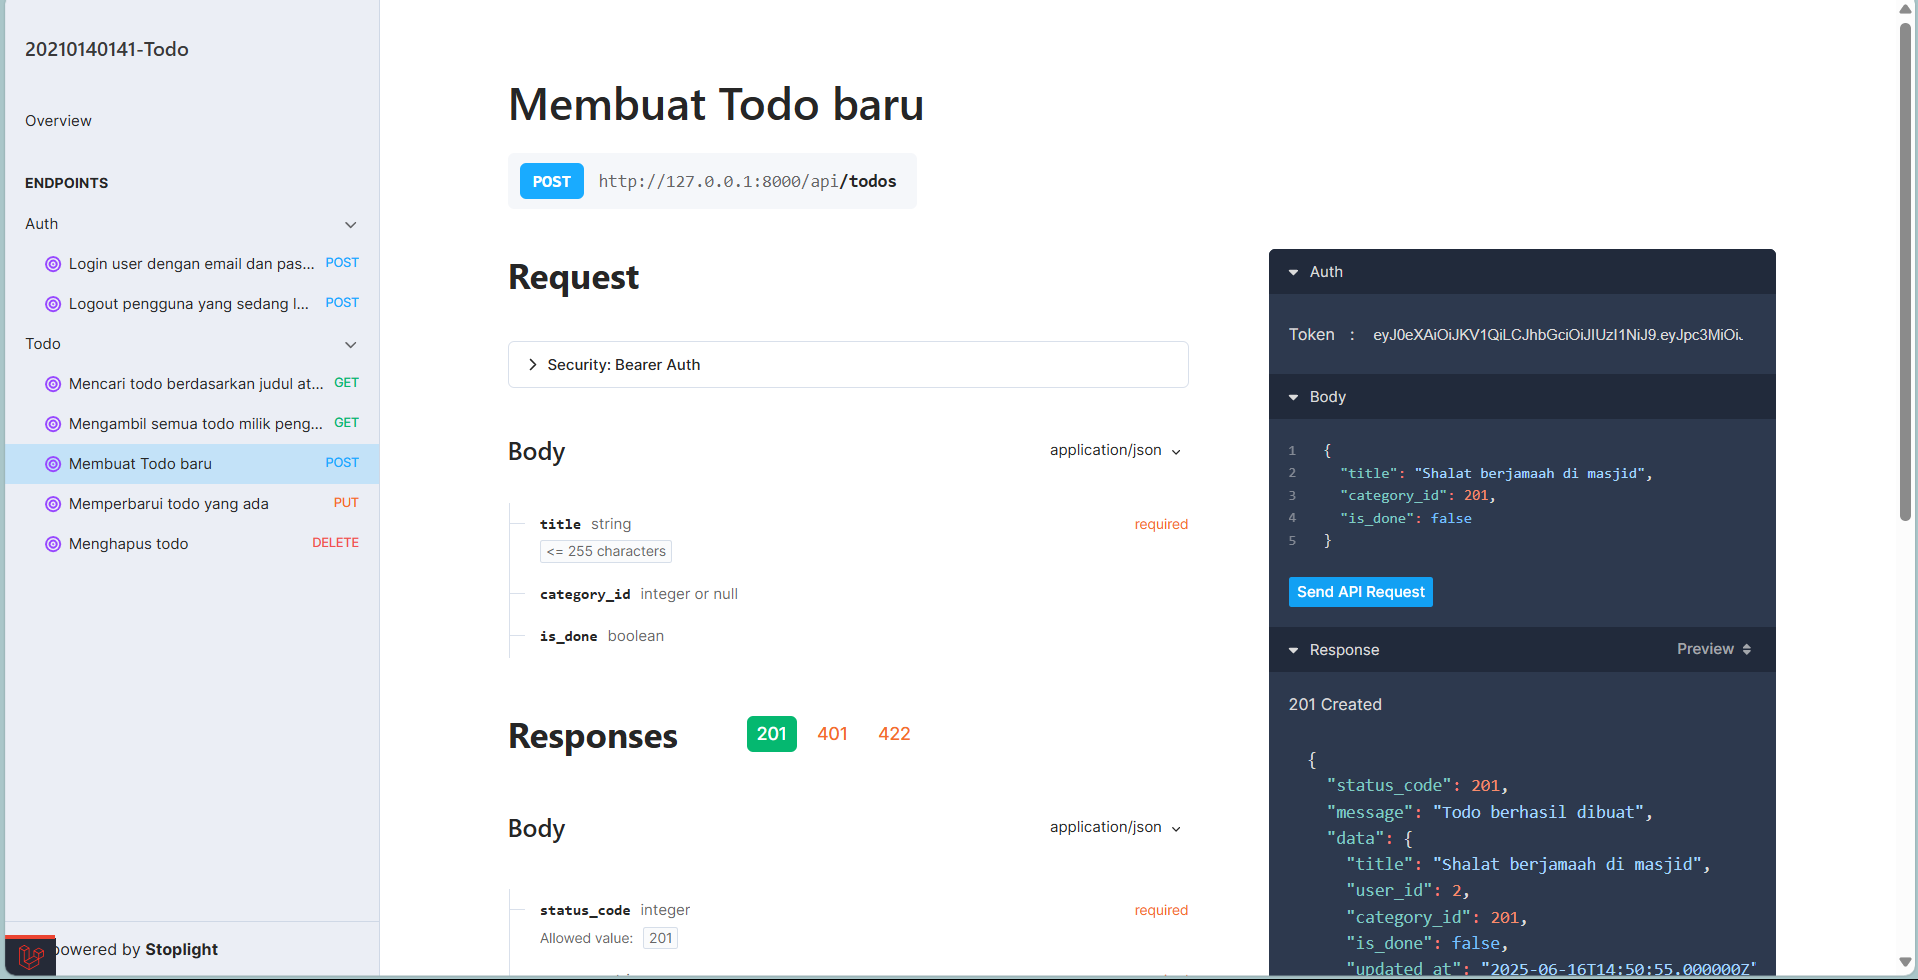 20210140141-Todo
Overview
ENDPOINTS
Auth
Login user dengan email dan pas... POST
Logout pengguna yang sedang l... POST
Todo
Mencari todo berdasarkan judul at... GET
Mengambil semua todo milik peng... GET
Membuat Todo baru POST
Memperbarui todo yang ada PUT
Menghapus todo DELETE
powered by Stoplight
Membuat Todo baru
POST http://127.0.0.1:8000/api/todos
Request
Security: Bearer Auth
Body application/json
title string required
<= 255 characters
category_id integer or null
is_done boolean
Responses 201 401 422
Body application/json
status_code integer required
Allowed value: 201
Auth
Token : eyJ0eXAiOiJKV1QiLCJhbGciOiJIUzI1NiJ9.eyJpc3MiOi
Body
1 {
2 "title": "Shalat berjamaah di masjid",
3 "category_id": 201,
4 "is_done": false
5 }
Send API Request
Response Preview
201 Created
{
"status_code": 201,
"message": "Todo berhasil dibuat",
"data": {
"title": "Shalat berjamaah di masjid",
"user_id": 2,
"category_id": 201,
"is_done": false,
"updated_at": "2025-06-16T14:50:55.000000Z"